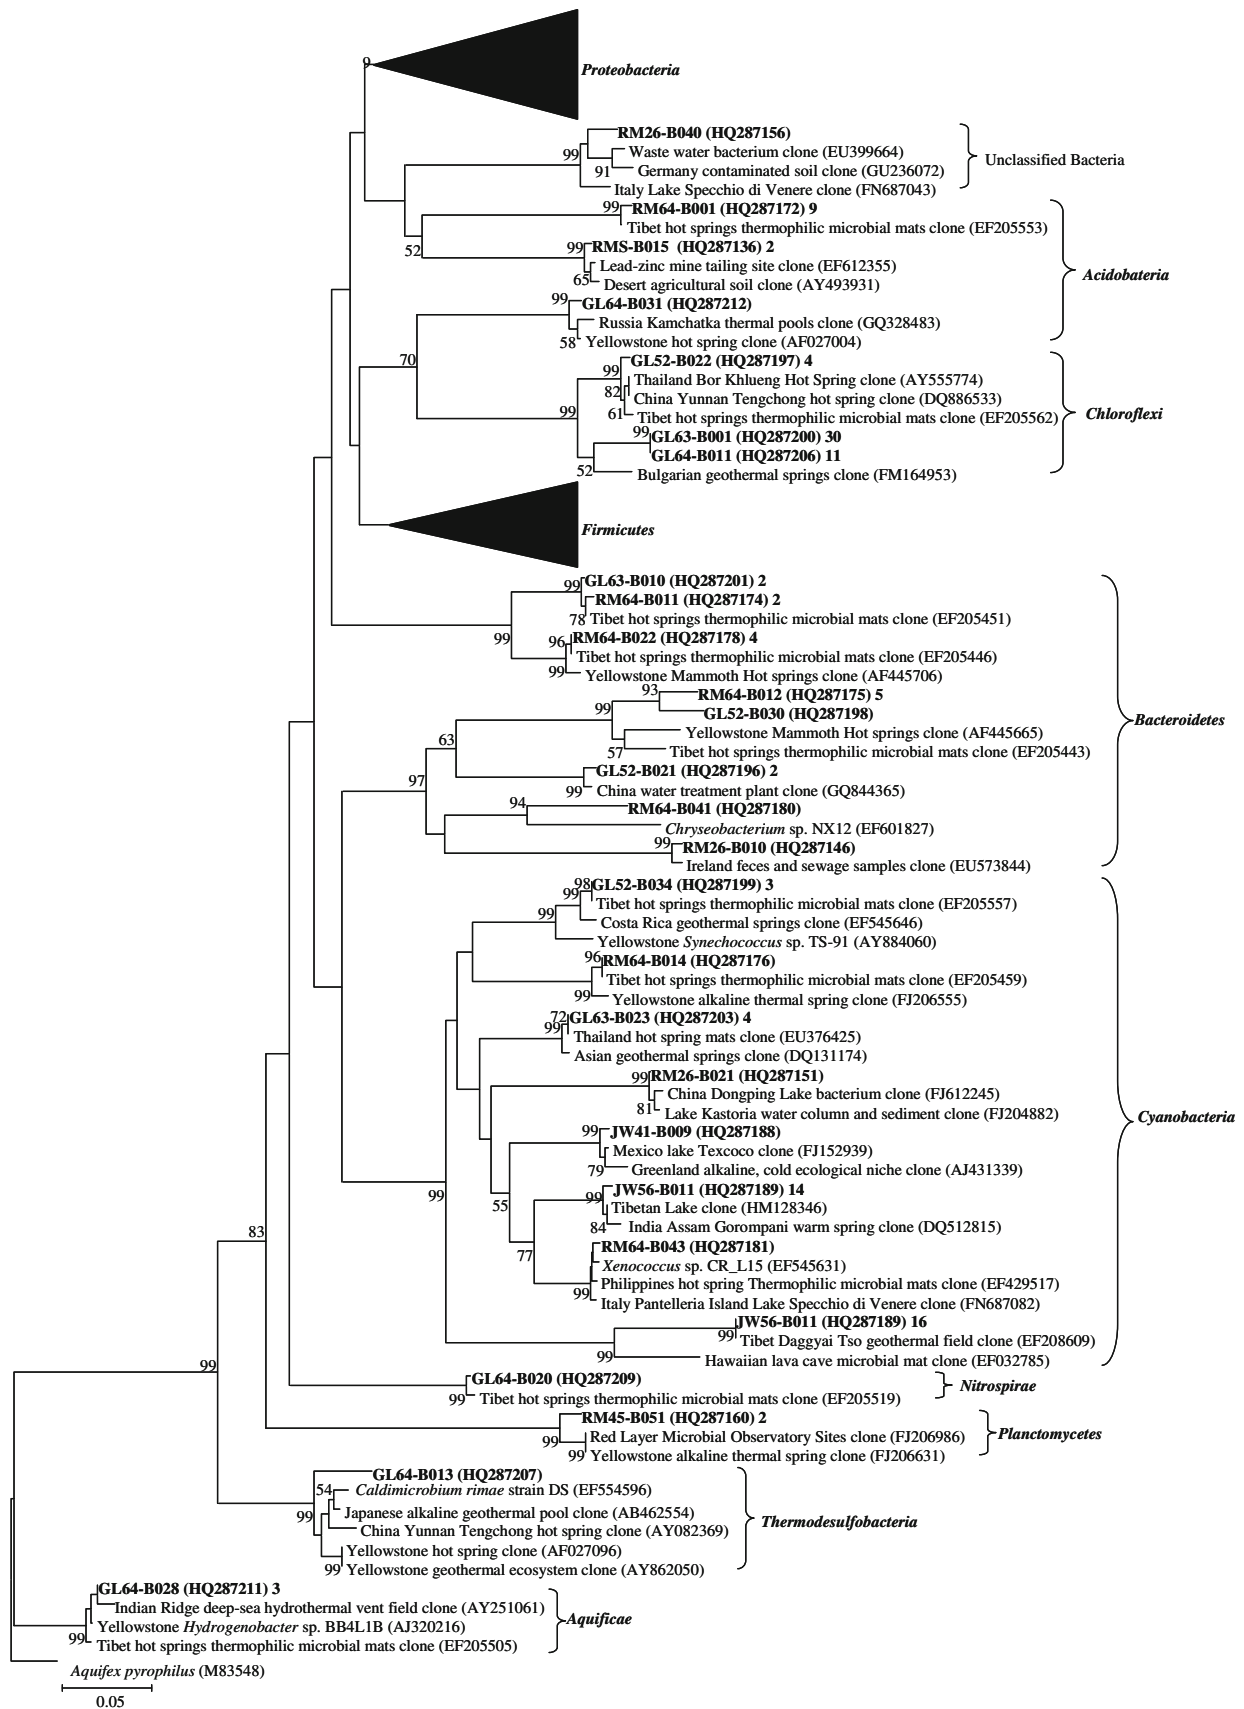 9
Proteobacteria
RM26-B040 (HQ287156)
99
Waste water bacterium clone (EU399664)
Unclassified Bacteria
91
Germany contaminated soil clone (GU236072)
Italy Lake Specchio di Venere clone (FN687043)
99
RM64-B001 (HQ287172) 9
Tibet hot springs thermophilic microbial mats clone (EF205553)
52
99
RMS-B015 (HQ287136) 2
Lead-zinc mine tailing site clone (EF612355)
Acidobateria
65
Desert agricultural soil clone (AY493931)
99
GL64-B031 (HQ287212)
Russia Kamchatka thermal pools clone (GQ328483)
58
Yellowstone hot spring clone (AF027004)
70
GL52-B022 (HQ287197) 4
99
Thailand Bor Khlueng Hot Spring clone (AY555774)
82
China Yunnan Tengchong hot spring clone (DQ886533)
99
61
Tibet hot springs thermophilic microbial mats clone (EF205562)
Chloroflexi
99
GL63-B001 (HQ287200) 30
GL64-B011 (HQ287206) 11
52
Bulgarian geothermal springs clone (FM164953)
Firmicutes
99
GL63-B010 (HQ287201) 2
RM64-B011 (HQ287174) 2
78
Tibet hot springs thermophilic microbial mats clone (EF205451)
99
96
RM64-B022 (HQ287178) 4
Tibet hot springs thermophilic microbial mats clone (EF205446)
99
Yellowstone Mammoth Hot springs clone (AF445706)
93
RM64-B012 (HQ287175) 5
99
GL52-B030 (HQ287198)
Bacteroidetes
Yellowstone Mammoth Hot springs clone (AF445665)
63
57
Tibet hot springs thermophilic microbial mats clone (EF205443)
GL52-B021 (HQ287196) 2
97
99
China water treatment plant clone (GQ844365)
94
RM64-B041 (HQ287180)
Chryseobacterium sp. NX12 (EF601827)
99
RM26-B010 (HQ287146)
Ireland feces and sewage samples clone (EU573844)
98
GL52-B034 (HQ287199) 3
99
Tibet hot springs thermophilic microbial mats clone (EF205557)
99
Costa Rica geothermal springs clone (EF545646)
Yellowstone Synechococcus sp. TS-91 (AY884060)
96
RM64-B014 (HQ287176)
Tibet hot springs thermophilic microbial mats clone (EF205459)
99
Yellowstone alkaline thermal spring clone (FJ206555)
72
GL63-B023 (HQ287203) 4
99
Thailand hot spring mats clone (EU376425)
Asian geothermal springs clone (DQ131174)
99
RM26-B021 (HQ287151)
China Dongping Lake bacterium clone (FJ612245)
81
Lake Kastoria water column and sediment clone (FJ204882)
Cyanobacteria
99
JW41-B009 (HQ287188)
Mexico lake Texcoco clone (FJ152939)
79
Greenland alkaline, cold ecological niche clone (AJ431339)
99
JW56-B011 (HQ287189) 14
99
55
Tibetan Lake clone (HM128346)
84
India Assam Gorompani warm spring clone (DQ512815)
83
77
RM64-B043 (HQ287181)
Xenococcus sp. CR_L15 (EF545631)
Philippines hot spring Thermophilic microbial mats clone (EF429517)
99
Italy Pantelleria Island Lake Specchio di Venere clone (FN687082)
JW56-B011 (HQ287189) 16
99
Tibet Daggyai Tso geothermal field clone (EF208609)
99
Hawaiian lava cave microbial mat clone (EF032785)
99
GL64-B020 (HQ287209)
Nitrospirae
99
Tibet hot springs thermophilic microbial mats clone (EF205519)
RM45-B051 (HQ287160) 2
99
Red Layer Microbial Observatory Sites clone (FJ206986)
Planctomycetes
99
Yellowstone alkaline thermal spring clone (FJ206631)
GL64-B013 (HQ287207)
54
Caldimicrobium rimae strain DS (EF554596)
99
Japanese alkaline geothermal pool clone (AB462554)
China Yunnan Tengchong hot spring clone (AY082369)
Thermodesulfobacteria
Yellowstone hot spring clone (AF027096)
99
Yellowstone geothermal ecosystem clone (AY862050)
GL64-B028 (HQ287211) 3
Indian Ridge deep-sea hydrothermal vent field clone (AY251061)
Aquificae
Yellowstone Hydrogenobacter sp. BB4L1B (AJ320216)
99
Tibet hot springs thermophilic microbial mats clone (EF205505)
Aquifex pyrophilus (M83548)
0.05